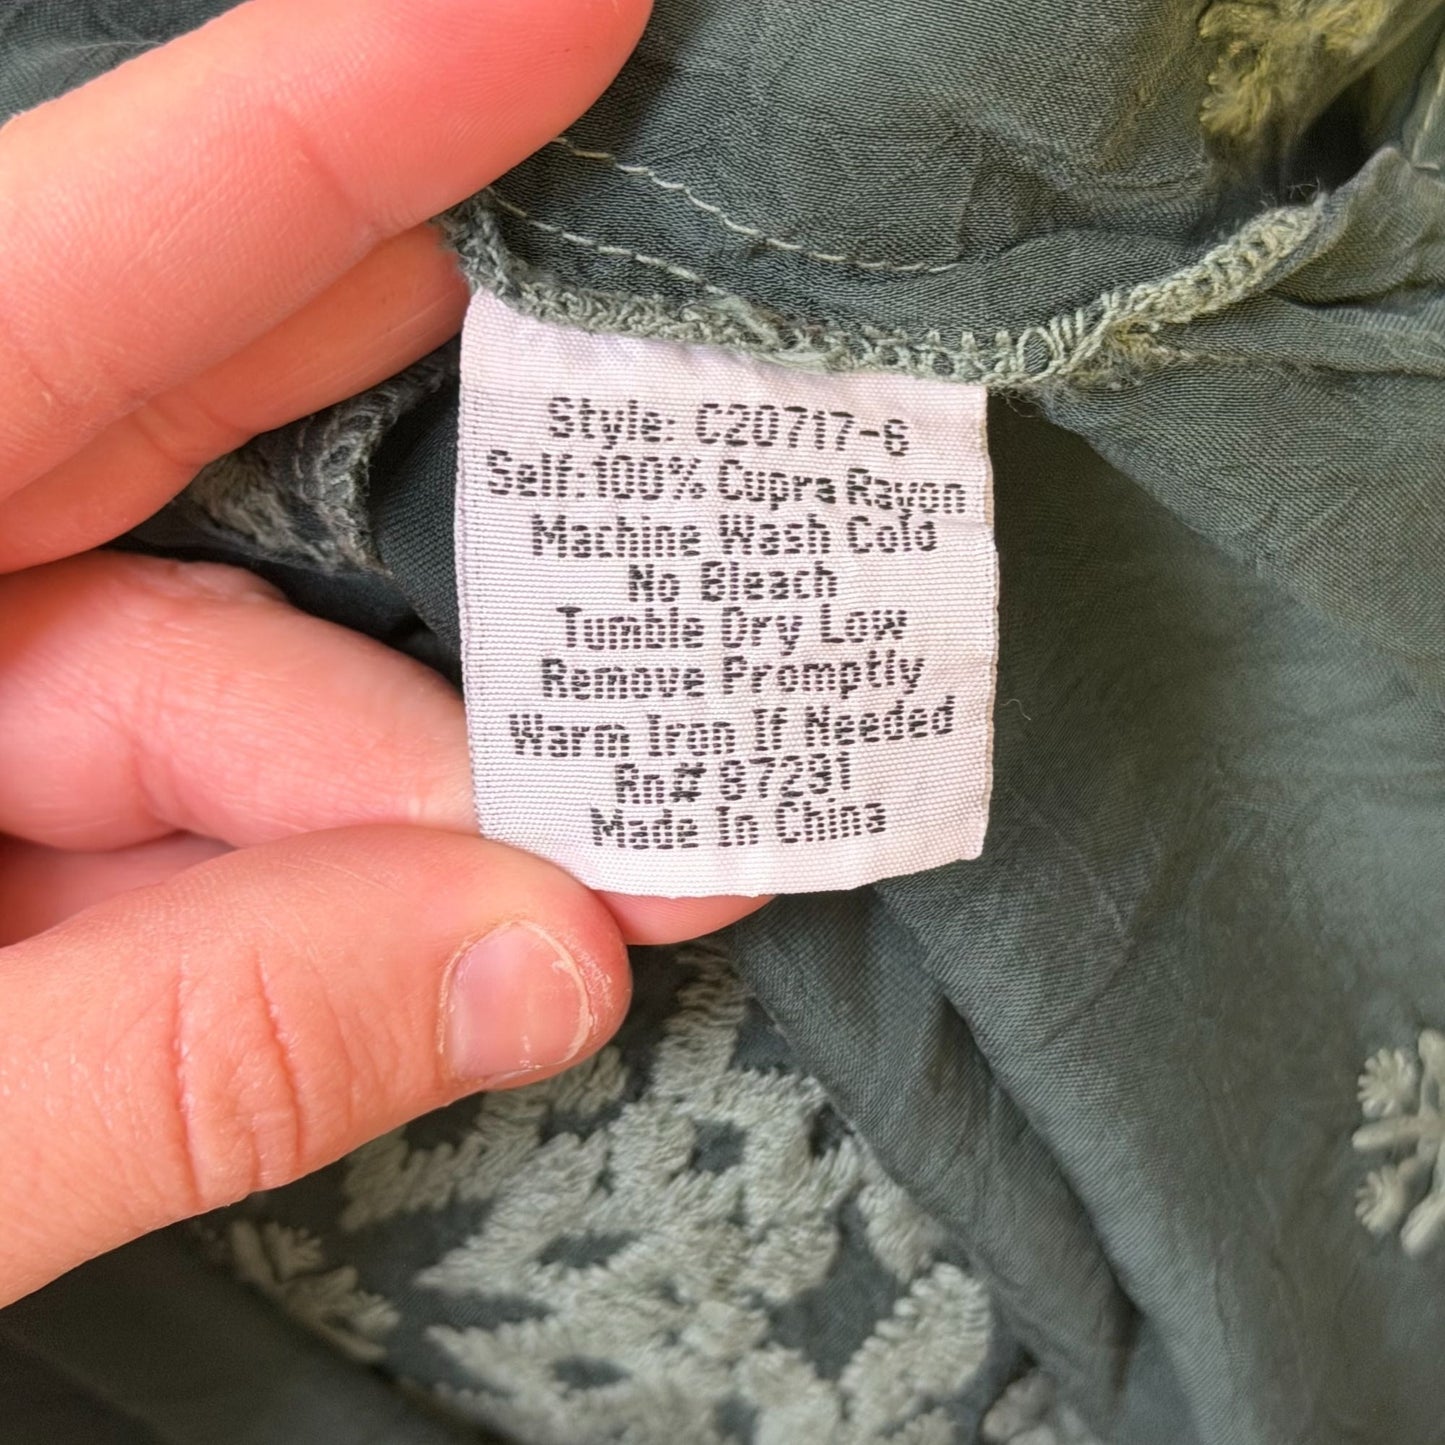 Style: C20717-6
Self:100% Cupra Rayon
Machine Wash Cold
No Bleach
Tumble Dry Low
Remove Promptly
Warm Iron If Needed
Rn# 87291
Made In China